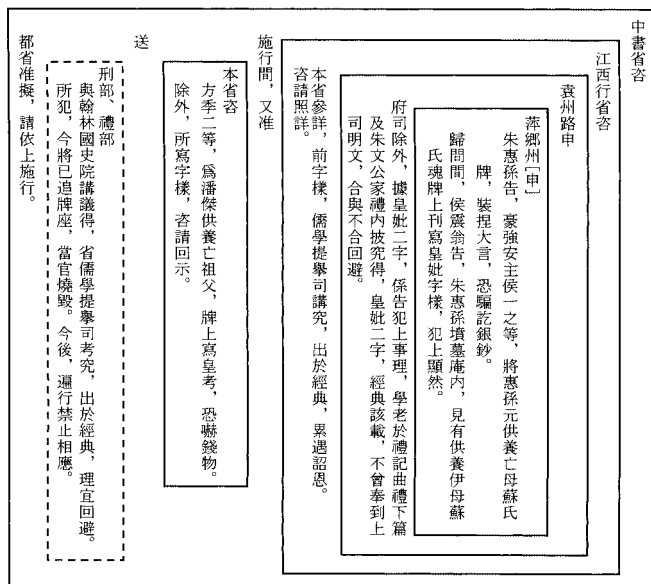 中書省咨
江西行省咨
袁州路申
萍鄉州[申]
朱惠孫告，豪強安主侯一之等，將惠孫元供養亡母蘇氏
牌，裝捏大言，恐騙訖銀鈔。
歸問間，侯震翁告，朱惠孫墳墓庵内，見有供養伊母蘇
氏魂牌上刊寫皇妣字樣，犯上顯然。
府司除外，據皇妣二字，係告犯上事理，學老於禮記曲禮下篇
及朱文公家禮内披究得，皇妣二字，經典該載，不曾奉到上
司明文，合與不合回避。
本省參詳，前字樣，儒學提擧司講究，出於經典，累遇詔恩。
咨請照詳。
施行間，又准
本省咨
方季二等，爲潘傑供養亡祖父，牌上寫皇考，恐嚇錢物。
除外，所寫字樣，咨請回示。
送
刑部、禮部
與翰林國史院講議得，省儒學提擧司考究，出於經典，理宜回避。
所犯，今將已追牌座，當官燒毀。今後，遍行禁止相應。
都省准擬，請依上施行。